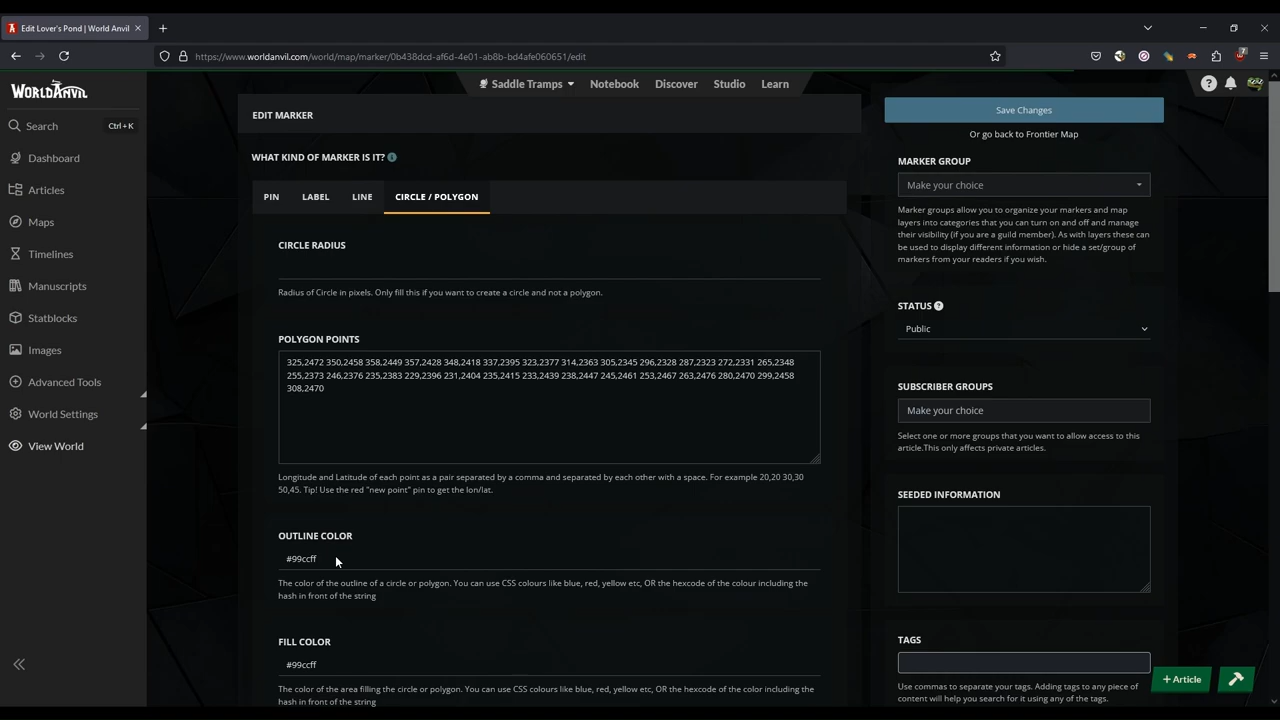 Edit Lover's Pond | World Anvil
https://www.worldanvil.com/world/map/marker/0b438dcd-af6d-4e01-ab8b-bd4afe060651/edit
7
WORLDANVIL
Saddle Tramps
Notebook
Discover
Studio
Learn
Search
Ctrl + K
Dashboard
Articles
Maps
Timelines
Manuscripts
Statblocks
Images
Advanced Tools
World Settings
View World
EDIT MARKER
WHAT KIND OF MARKER IS IT?
PIN
LABEL
LINE
CIRCLE / POLYGON
CIRCLE RADIUS
Radius of Circle in pixels. Only fill this if you want to create a circle and not a polygon.
POLYGON POINTS
325,2472 350,2458 358,2449 357,2428 348,2418 337,2395 323,2377 314,2363 305,2345 296,2328 287,2323 272,2331 265,2348
255,2373 246,2376 235,2383 229,2396 231,2404 235,2415 233,2439 238,2447 245,2461 253,2467 263,2476 280,2470 299,2458
308,2470
Longitude and Latitude of each point as a pair separated by a comma and separated by each other with a space. For example 20,20 30,30
50,45. Tip! Use the red "new point" pin to get the lon/lat.
OUTLINE COLOR
#99ccff
The color of the outline of a circle or polygon. You can use CSS colours like blue, red, yellow etc, OR the hexcode of the colour including the
hash in front of the string
FILL COLOR
#99ccff
The color of the area filling the circle or polygon. You can use CSS colours like blue, red, yellow etc, OR the hexcode of the colour including the
hash in front of the string
Save Changes
Or go back to Frontier Map
MARKER GROUP
Make your choice
Marker groups allow you to organize your markers and map
layers into categories that you can turn on and off and manage
their visibility (if you are a guild member). As with layers these can
be used to display different information or hide a set/group of
markers from your readers if you wish.
STATUS
Public
SUBSCRIBER GROUPS
Make your choice
Select one or more groups that you want to allow access to this
article.This only affects private articles.
SEEDED INFORMATION
TAGS
Use commas to separate your tags. Adding tags to any piece of
content will help you search for it using any of the tags.
+ Article